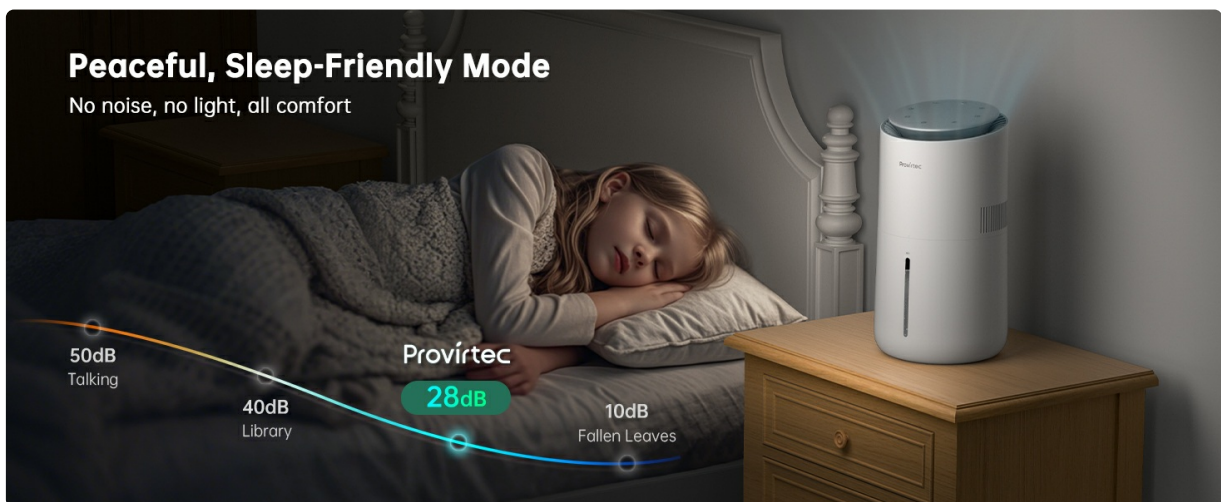 Peaceful, Sleep-Friendly Mode
No noise, no light, all comfort
Provirtec
50dB
Talking
40dB
Library
Provirtec
28dB
10dB
Fallen Leaves